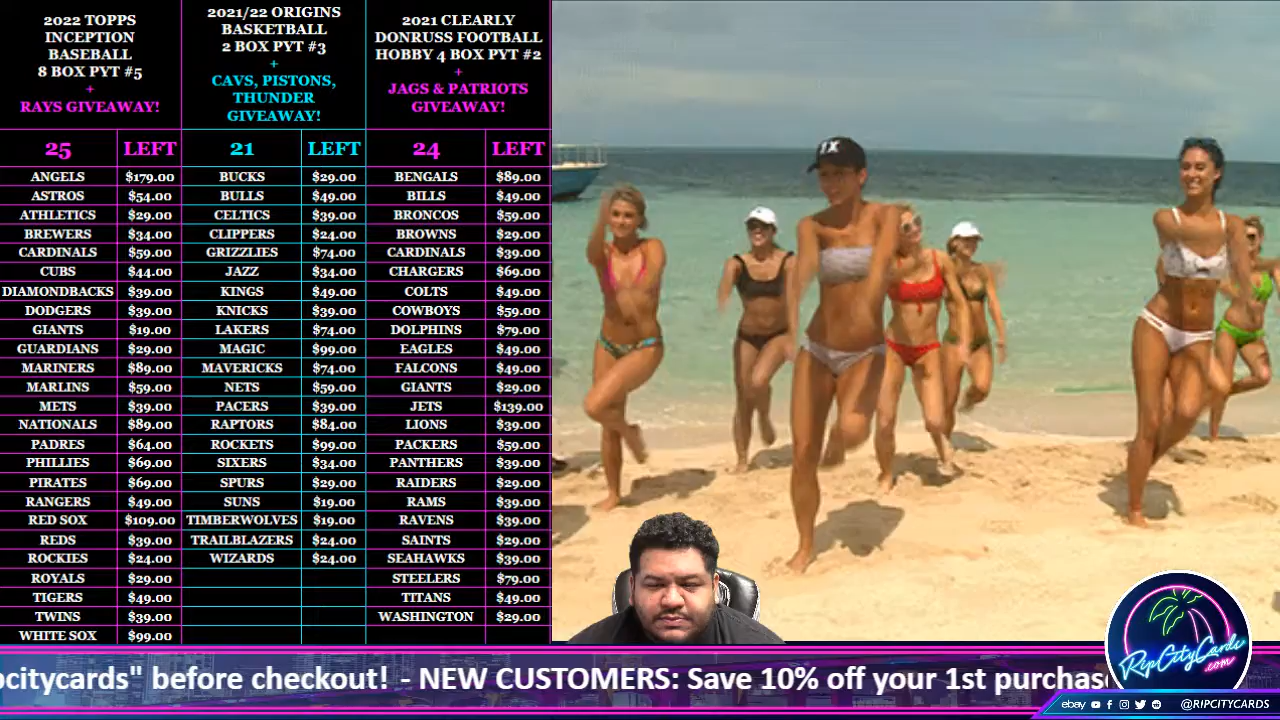 2022 TOPPS
INCEPTION
BASEBALL
8 BOX PYT #5
+
RAYS GIVEAWAY!
25 LEFT
ANGELS $179.00
ASTROS $54.00
ATHLETICS $29.00
BREWERS $34.00
CARDINALS $59.00
CUBS $44.00
DIAMONDBACKS $39.00
DODGERS $39.00
GIANTS $19.00
GUARDIANS $29.00
MARINERS $89.00
MARLINS $59.00
METS $39.00
NATIONALS $89.00
PADRES $64.00
PHILLIES $69.00
PIRATES $69.00
RANGERS $49.00
RED SOX $109.00
REDS $39.00
ROCKIES $24.00
ROYALS $29.00
TIGERS $49.00
TWINS $39.00
WHITE SOX $99.00
2021/22 ORIGINS
BASKETBALL
2 BOX PYT #3
+
CAVS, PISTONS,
THUNDER
GIVEAWAY!
21 LEFT
BUCKS $29.00
BULLS $49.00
CELTICS $39.00
CLIPPERS $24.00
GRIZZLIES $74.00
JAZZ $34.00
KINGS $49.00
KNICKS $39.00
LAKERS $74.00
MAGIC $99.00
MAVERICKS $74.00
NETS $59.00
PACERS $39.00
RAPTORS $84.00
ROCKETS $99.00
SIXERS $34.00
SPURS $29.00
SUNS $19.00
TIMBERWOLVES $19.00
TRAILBLAZERS $24.00
WIZARDS $24.00
2021 CLEARLY
DONRUSS FOOTBALL
HOBBY 4 BOX PYT #2
+
JAGS & PATRIOTS
GIVEAWAY!
24 LEFT
BENGALS $89.00
BILLS $49.00
BRONCOS $59.00
BROWNS $29.00
CARDINALS $39.00
CHARGERS $69.00
COLTS $49.00
COWBOYS $59.00
DOLPHINS $79.00
EAGLES $49.00
FALCONS $49.00
GIANTS $29.00
JETS $139.00
LIONS $39.00
PACKERS $59.00
PANTHERS $39.00
RAIDERS $29.00
RAMS $39.00
RAVENS $39.00
SAINTS $29.00
SEAHAWKS $39.00
STEELERS $79.00
TITANS $49.00
WASHINGTON $29.00
pcitycards" before checkout! - NEW CUSTOMERS: Save 10% off your 1st purchas
RipCityCards
.com
ebay @RIPCITYCARDS